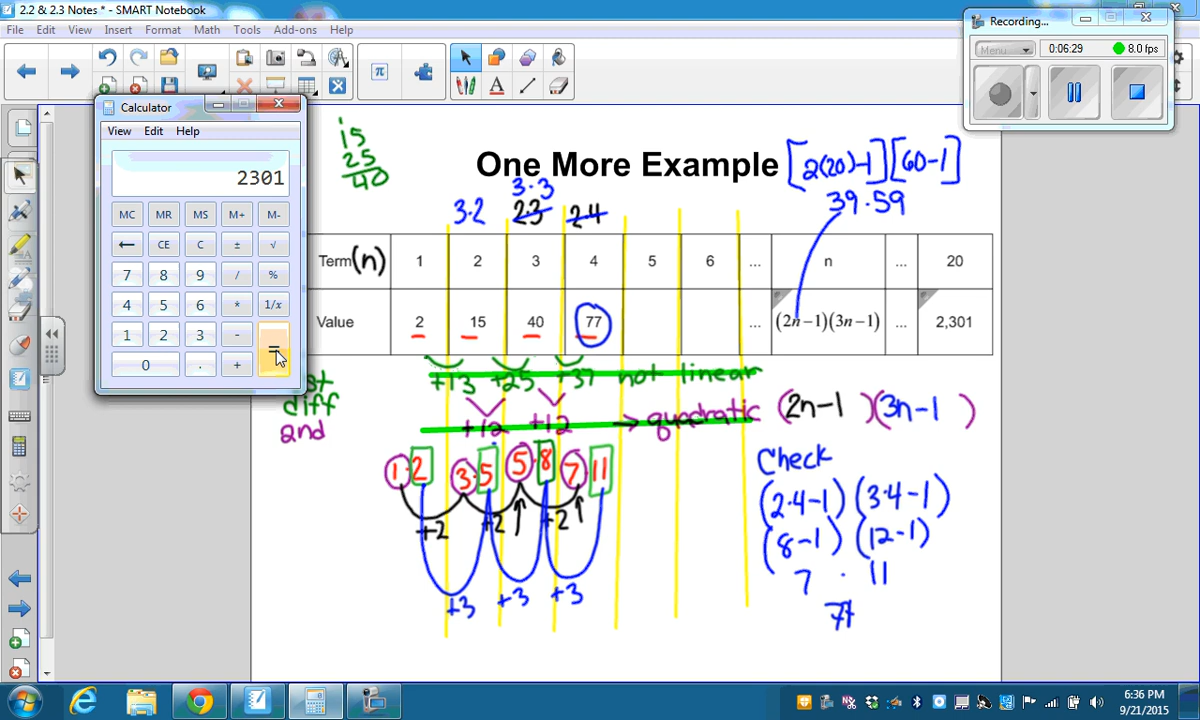 2.2 & 2.3 Notes * - SMART Notebook
File Edit View Insert Format Math Tools Add-ons Help
Recording...
Menu
0:06:29
8.0 fps
Calculator
View Edit Help
2301
MC MR MS M+ M-
← CE C ± √
7 8 9 / %
4 5 6 * 1/x
1 2 3 - =
0 . +
15
25
40
One More Example
[2(20)-1][60-1]
39·59
3·2
3·3
2·3
2·4
Term (n) 1 2 3 4 5 6 ... n ... 20
Value 2 15 40 77 ... (2n−1)(3n−1) ... 2,301
+13 +25 +37 not linear
diff
and
+12 +12 → quadratic (2n-1)(3n-1)
1·2 3·5 5·8 7·11
+2 +2 +2
+3 +3 +3
Check
(2·4-1)(3·4-1)
(8-1)(12-1)
7 · 11
77
6:36 PM
9/21/2015